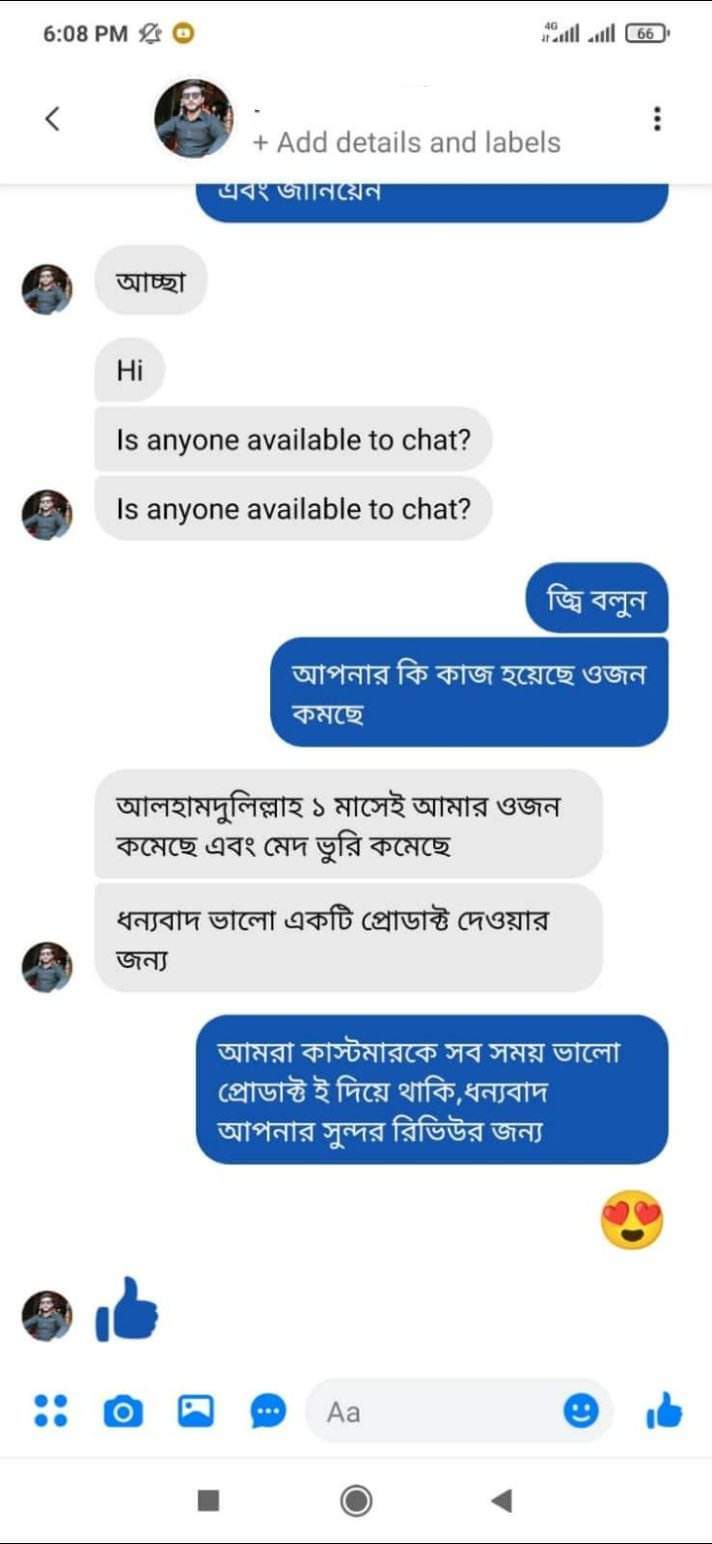 6:08 PM
4G
66
+ Add details and labels
এবং জানিয়েন
আচ্ছা
Hi
Is anyone available to chat?
Is anyone available to chat?
জ্বি বলুন
আপনার কি কাজ হয়েছে ওজন
কমছে
আলহামদুলিল্লাহ ১ মাসেই আমার ওজন
কমেছে এবং মেদ ভুরি কমেছে
ধন্যবাদ ভালো একটি প্রোডাক্ট দেওয়ার
জন্য
আমরা কাস্টমারকে সব সময় ভালো
প্রোডাক্ট ই দিয়ে থাকি,ধন্যবাদ
আপনার সুন্দর রিভিউর জন্য
Aa